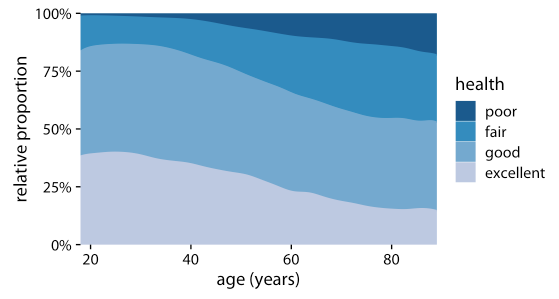 100%
75%
50%
25%
0%
relative proportion
20 40 60 80
age (years)
health
poor
fair
good
excellent